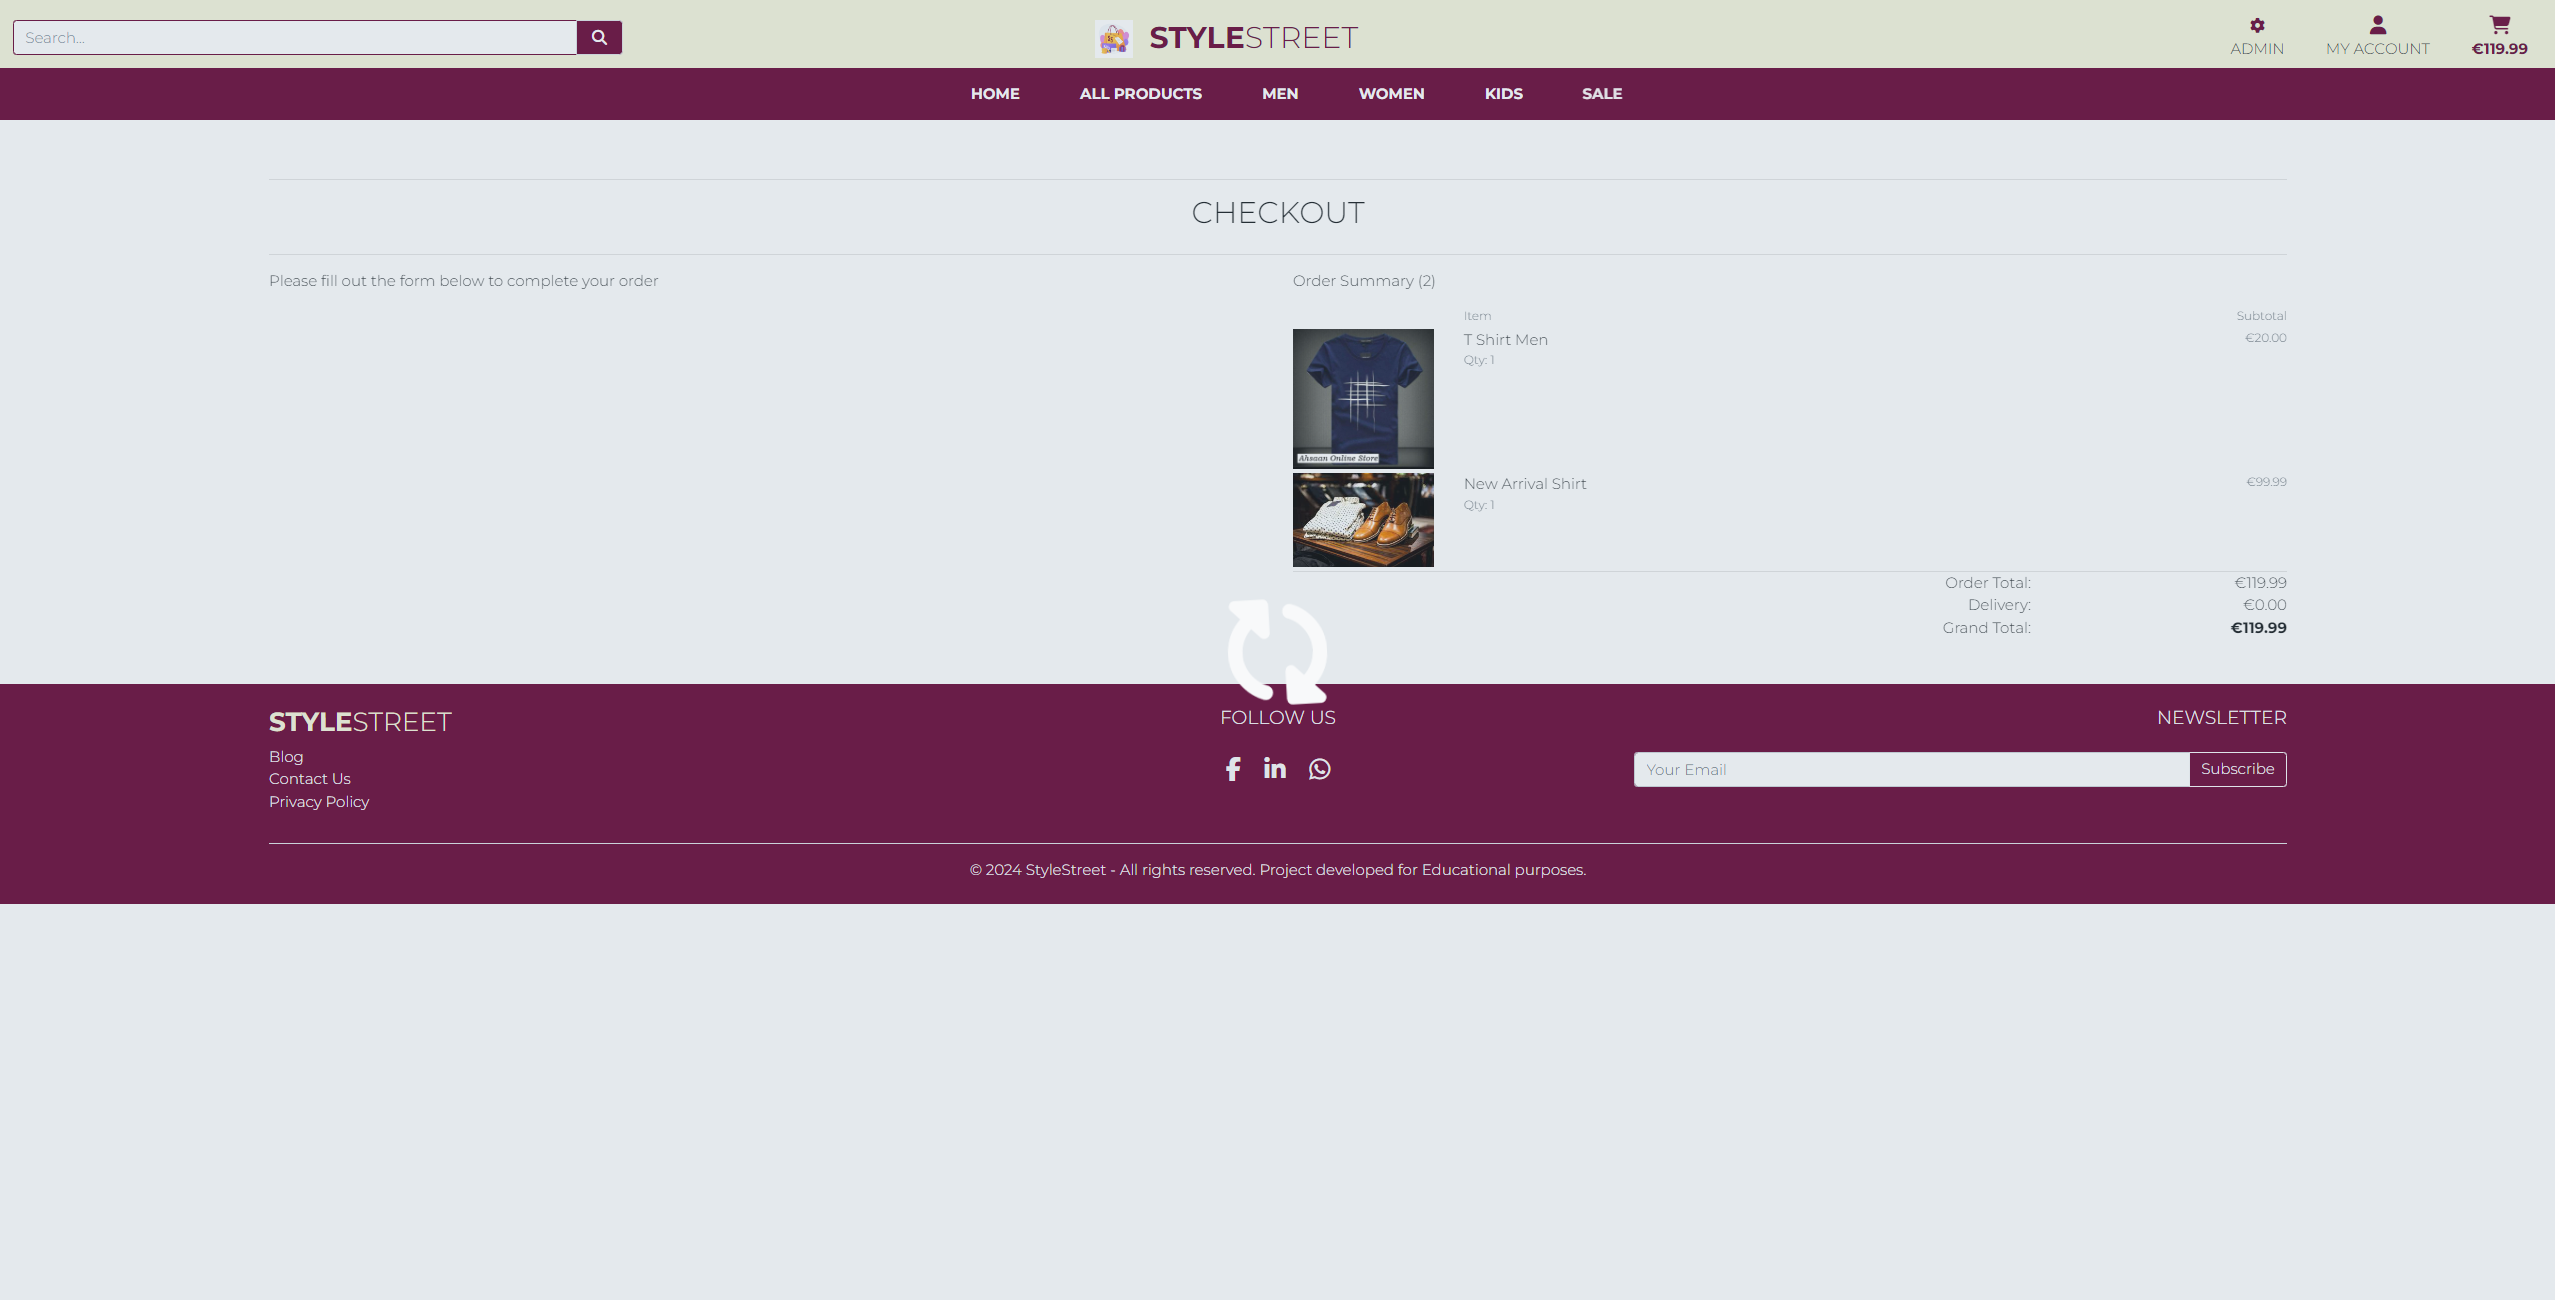 Search...
STYLESTREET
ADMIN
MY ACCOUNT
€119.99
HOME
ALL PRODUCTS
MEN
WOMEN
KIDS
SALE
CHECKOUT
Please fill out the form below to complete your order
Order Summary (2)
Item
Subtotal
T Shirt Men
€20.00
Qty: 1
Ahsaan Online Store
New Arrival Shirt
€99.99
Qty: 1
Order Total:
€119.99
Delivery:
€0.00
Grand Total:
€119.99
STYLESTREET
Blog
Contact Us
Privacy Policy
FOLLOW US
NEWSLETTER
Your Email
Subscribe
© 2024 StyleStreet - All rights reserved. Project developed for Educational purposes.